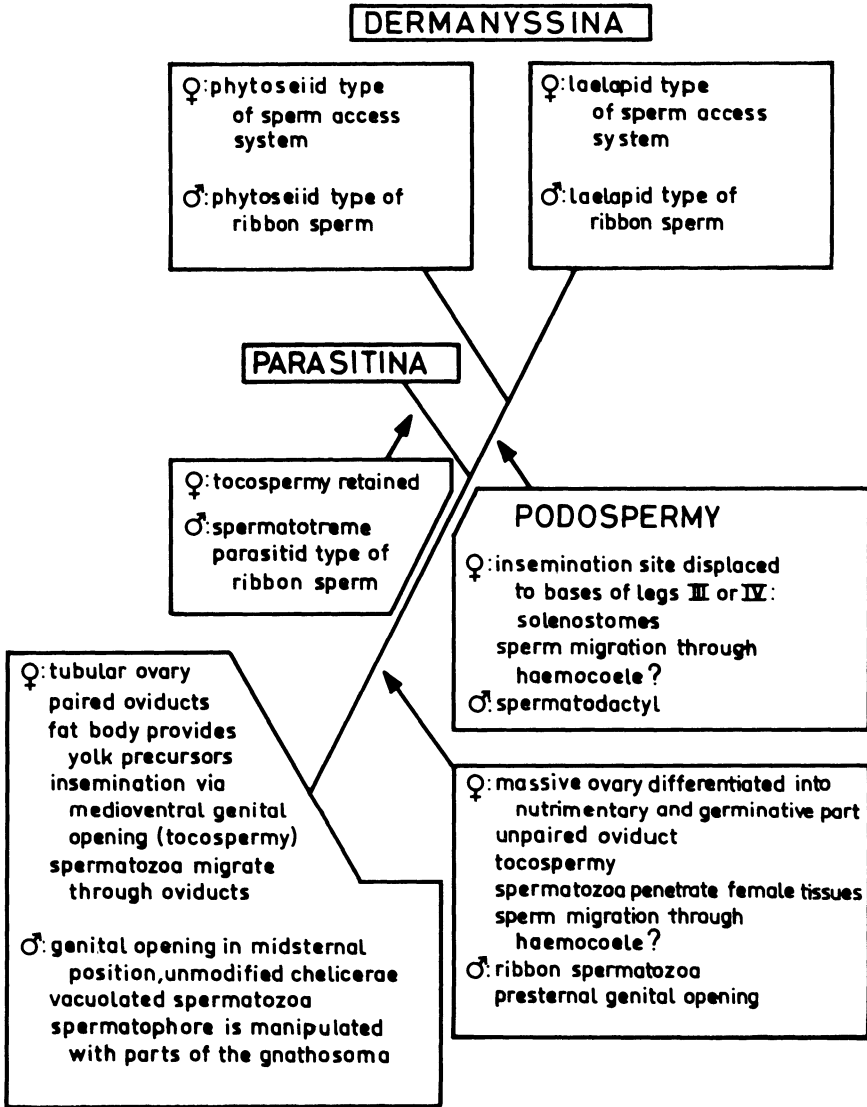 DERMANYSSINA
♀:phytoseiid type
of sperm access
system
♂:phytoseiid type of
ribbon sperm
♀:laelapid type
of sperm access
system
♂:laelapid type of
ribbon sperm
PARASITINA
♀:tocospermy retained
♂:spermatotreme
parasitid type of
ribbon sperm
PODOSPERMY
♀:insemination site displaced
to bases of legs III or IV:
solenostomes
sperm migration through
haemocoele?
♂:spermatodactyl
♀:tubular ovary
paired oviducts
fat body provides
yolk precursors
insemination via
medioventral genital
opening (tocospermy)
spermatozoa migrate
through oviducts
♂:genital opening in midsternal
position,unmodified chelicerae
vacuolated spermatozoa
spermatophore is manipulated
with parts of the gnathosoma
♀:massive ovary differentiated into
nutrimentary and germinative part
unpaired oviduct
tocospermy
spermatozoa penetrate female tissues
sperm migration through
haemocoele?
♂:ribbon spermatozoa
presternal genital opening